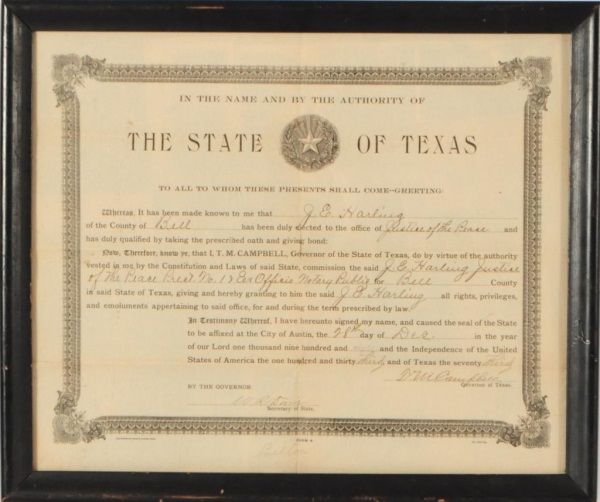 IN THE NAME AND BY THE AUTHORITY OF
THE STATE OF TEXAS
TO ALL TO WHOM THESE PRESENTS SHALL COME--GREETING:
Whereas, It has been made known to me that J. E. Harling
of the County of Bell has been duly elected to the office of Justice of the Peace and
has duly qualified by taking the prescribed oath and giving bond:
Now, Therefore, know ye, that I, T. M. CAMPBELL, Governor of the State of Texas, do by virtue of the authority
vested in me by the Constitution and Laws of said State, commission the said J. E. Harling Justice
of the Peace Prect. No. 1 & Ex Officio Notary Public for Bell County
in said State of Texas, giving and hereby granting to him the said J. E. Harling all rights, privileges
and emoluments appertaining to said office, for and during the term prescribed by law.
In Testimony Whereof, I have hereunto signed my name, and caused the seal of the State
to be affixed at the City of Austin, the 28th day of Dec. in the year
of our Lord one thousand nine hundred and and the Independence of the United
States of America the one hundred and thirty third, and of Texas the seventy third
T. M. Campbell
Governor of Texas.
BY THE GOVERNOR
Secretary of State.
FORM